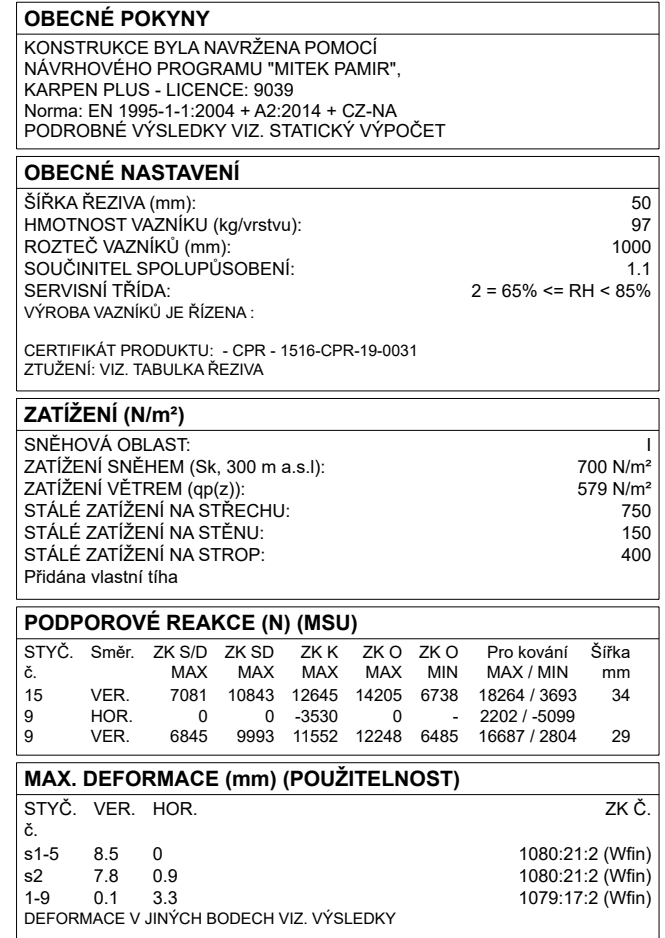 OBECNÉ POKYNY
KONSTRUKCE BYLA NAVRŽENA POMOCÍ
NÁVRHOVÉHO PROGRAMU "MITEK PAMIR",
KARPEN PLUS - LICENCE: 9039
Norma: EN 1995-1-1:2004 + A2:2014 + CZ-NA
PODROBNÉ VÝSLEDKY VIZ. STATICKÝ VÝPOČET
OBECNÉ NASTAVENÍ
ŠÍŘKA ŘEZIVA (mm): 50
HMOTNOST VAZNÍKU (kg/vrstvu): 97
ROZTEČ VAZNÍKŮ (mm): 1000
SOUČINITEL SPOLUPŮSOBENÍ: 1.1
SERVISNÍ TŘÍDA: 2 = 65% <= RH < 85%
VÝROBA VAZNÍKŮ JE ŘÍZENA :
CERTIFIKÁT PRODUKTU: - CPR - 1516-CPR-19-0031
ZTUŽENÍ: VIZ. TABULKA ŘEZIVA
ZATÍŽENÍ (N/m²)
SNĚHOVÁ OBLAST: I
ZATÍŽENÍ SNĚHEM (Sk, 300 m a.s.l): 700 N/m²
ZATÍŽENÍ VĚTREM (qp(z)): 579 N/m²
STÁLÉ ZATÍŽENÍ NA STŘECHU: 750
STÁLÉ ZATÍŽENÍ NA STĚNU: 150
STÁLÉ ZATÍŽENÍ NA STROP: 400
Přidána vlastní tíha
PODPOROVÉ REAKCE (N) (MSU)
STYČ. Směr. ZK S/D ZK SD ZK K ZK O ZK O Pro kování Šířka
č. MAX MAX MAX MAX MIN MAX / MIN mm
15 VER. 7081 10843 12645 14205 6738 18264 / 3693 34
9 HOR. 0 0 -3530 0 - 2202 / -5099
9 VER. 6845 9993 11552 12248 6485 16687 / 2804 29
MAX. DEFORMACE (mm) (POUŽITELNOST)
STYČ. VER. HOR. ZK Č.
č.
s1-5 8.5 0 1080:21:2 (Wfin)
s2 7.8 0.9 1080:21:2 (Wfin)
1-9 0.1 3.3 1079:17:2 (Wfin)
DEFORMACE V JINÝCH BODECH VIZ. VÝSLEDKY